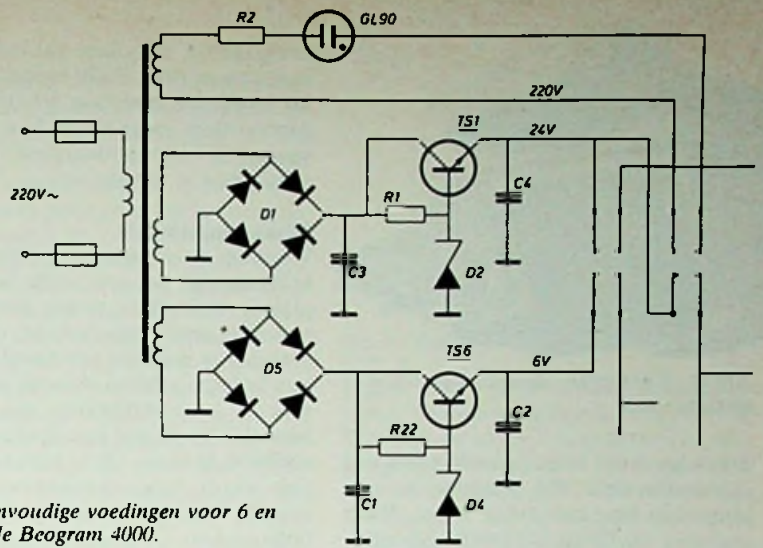 GL90
R2
220V
TS1
24V
220V~
R1
C4
D1
C3
D2
TS6
6V
D5
R22
C2
C1
D4
nvoudige voedingen voor 6 en
le Beogram 4000.